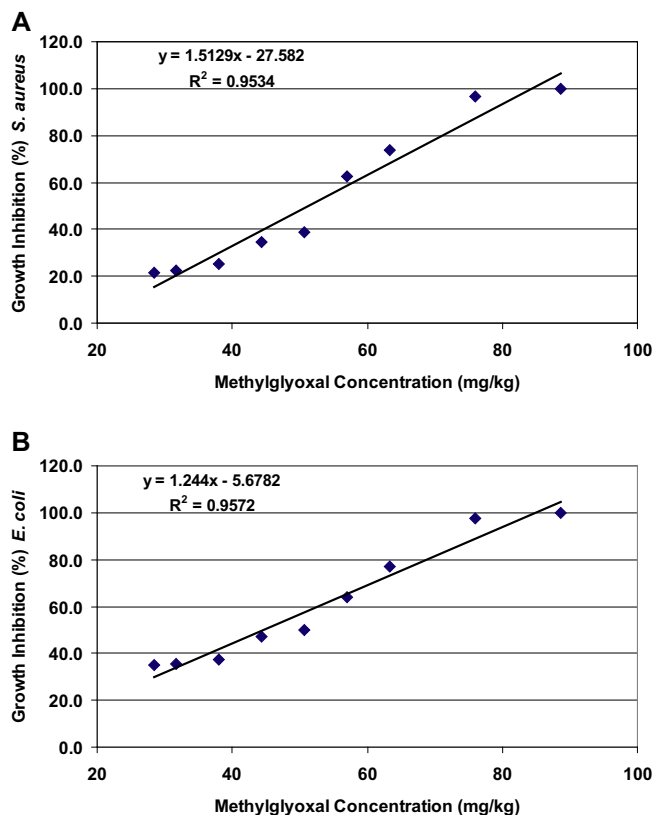 A
y = 1.5129x - 27.582
R² = 0.9534
Growth Inhibition (%) S. aureus
120.0
100.0
80.0
60.0
40.0
20.0
0.0
20 40 60 80 100
Methylglyoxal Concentration (mg/kg)
B
y = 1.244x - 5.6782
R² = 0.9572
Growth Inhibition (%) E. coli
120.0
100.0
80.0
60.0
40.0
20.0
0.0
20 40 60 80 100
Methylglyoxal Concentration (mg/kg)